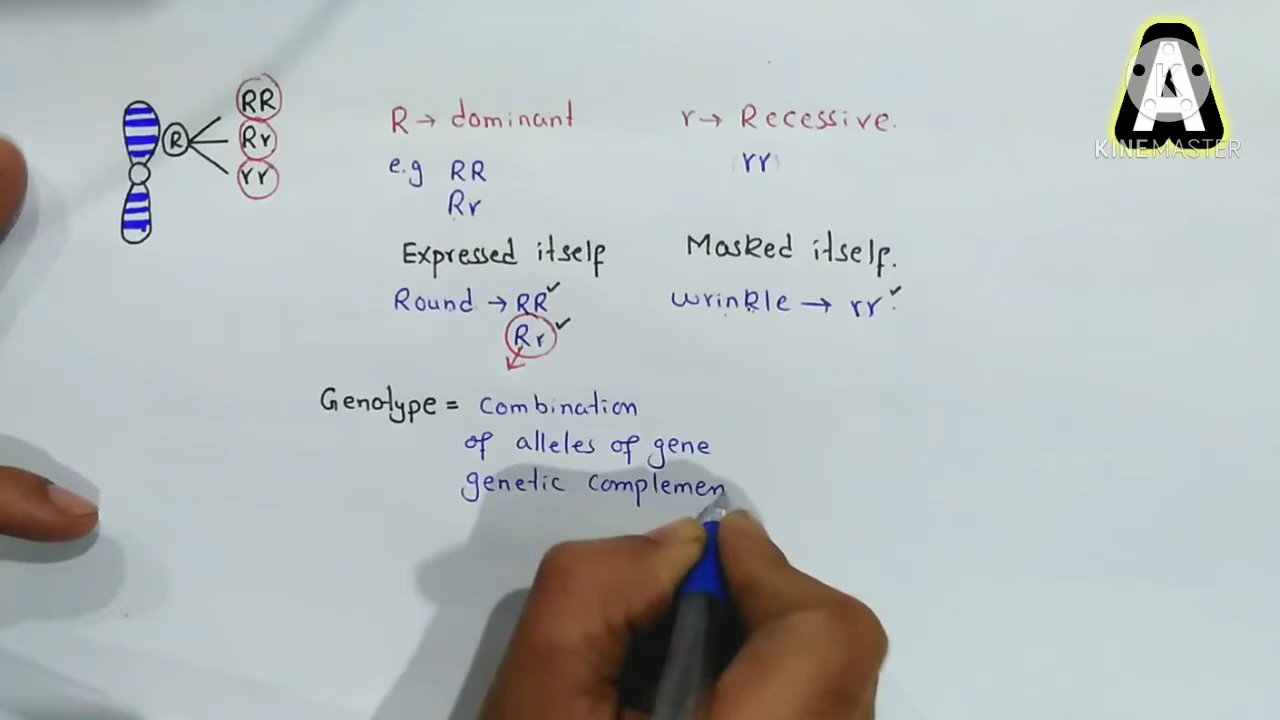 RR
R Rr
rr
R → dominant
e.g RR
Rr
Expressed itself
Round → RR ✓
Rr ✓
r → Recessive.
rr
Masked itself.
Wrinkle → rr ✓
Genotype = combination
of alleles of gene
genetic complemen
A
K
KINEMASTER